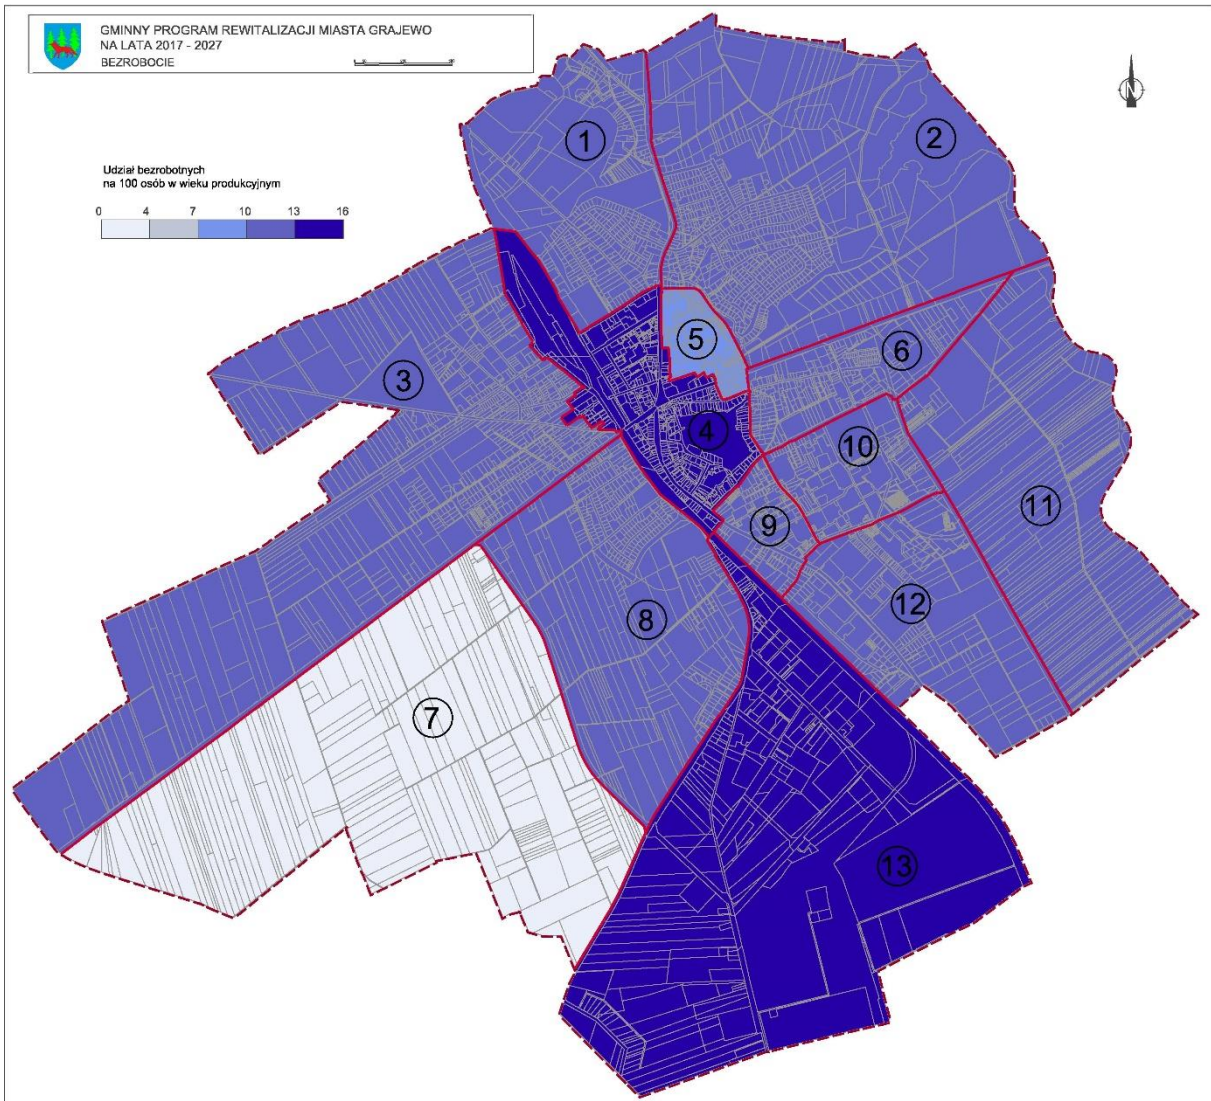 GMINNY PROGRAM REWITALIZACJI MIASTA GRAJEWO
NA LATA 2017 - 2027
BEZROBOCIE
N
Udział bezrobotnych
na 100 osób w wieku produkcyjnym
0 4 7 10 13 16
1
2
3
4
5
6
7
8
9
10
11
12
13